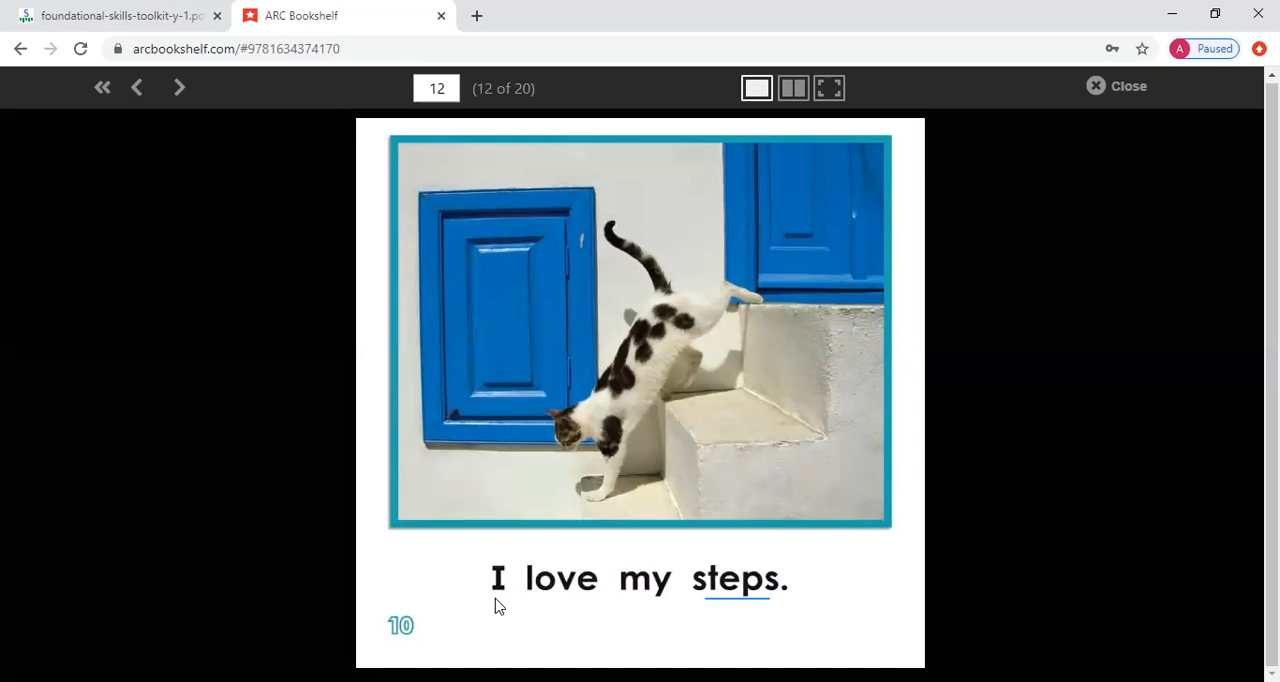 foundational-skills-toolkit-y-1.pd
ARC Bookshelf
arcbookshelf.com/#9781634374170
A Paused
12 (12 of 20)
Close
I love my steps.
10